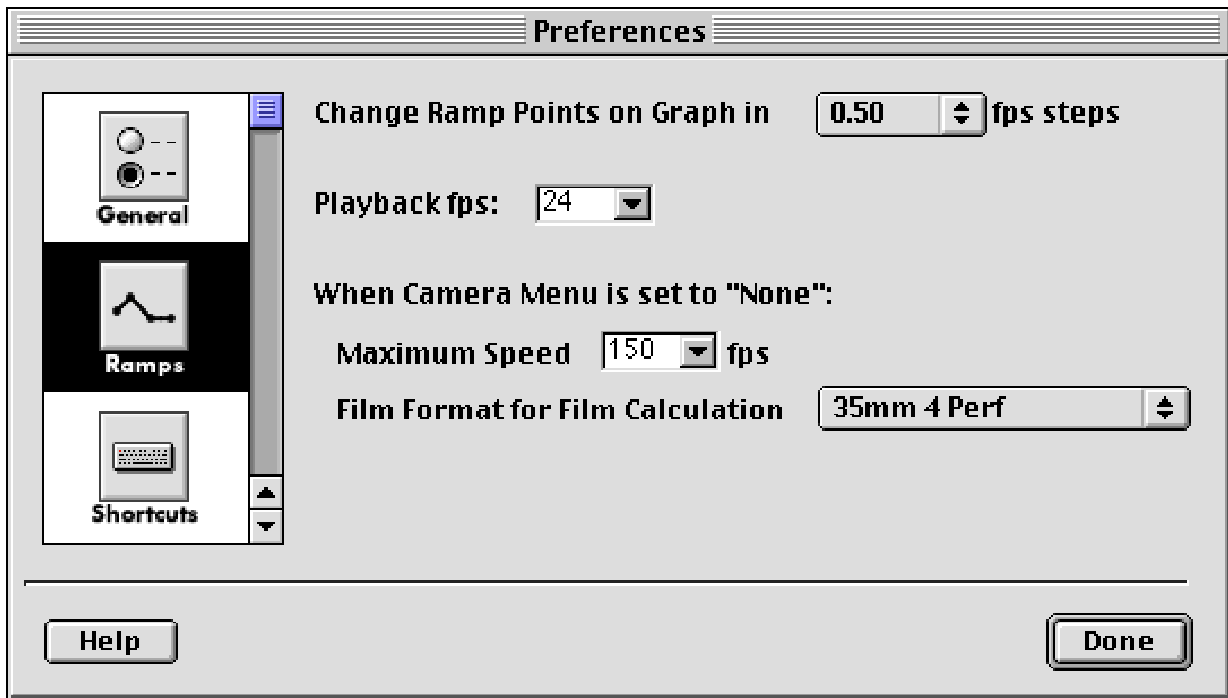 Preferences
General
Ramps
Shortcuts
Change Ramp Points on Graph in 0.50 fps steps
Playback fps: 24
When Camera Menu is set to "None":
Maximum Speed 150 fps
Film Format for Film Calculation 35mm 4 Perf
Help
Done